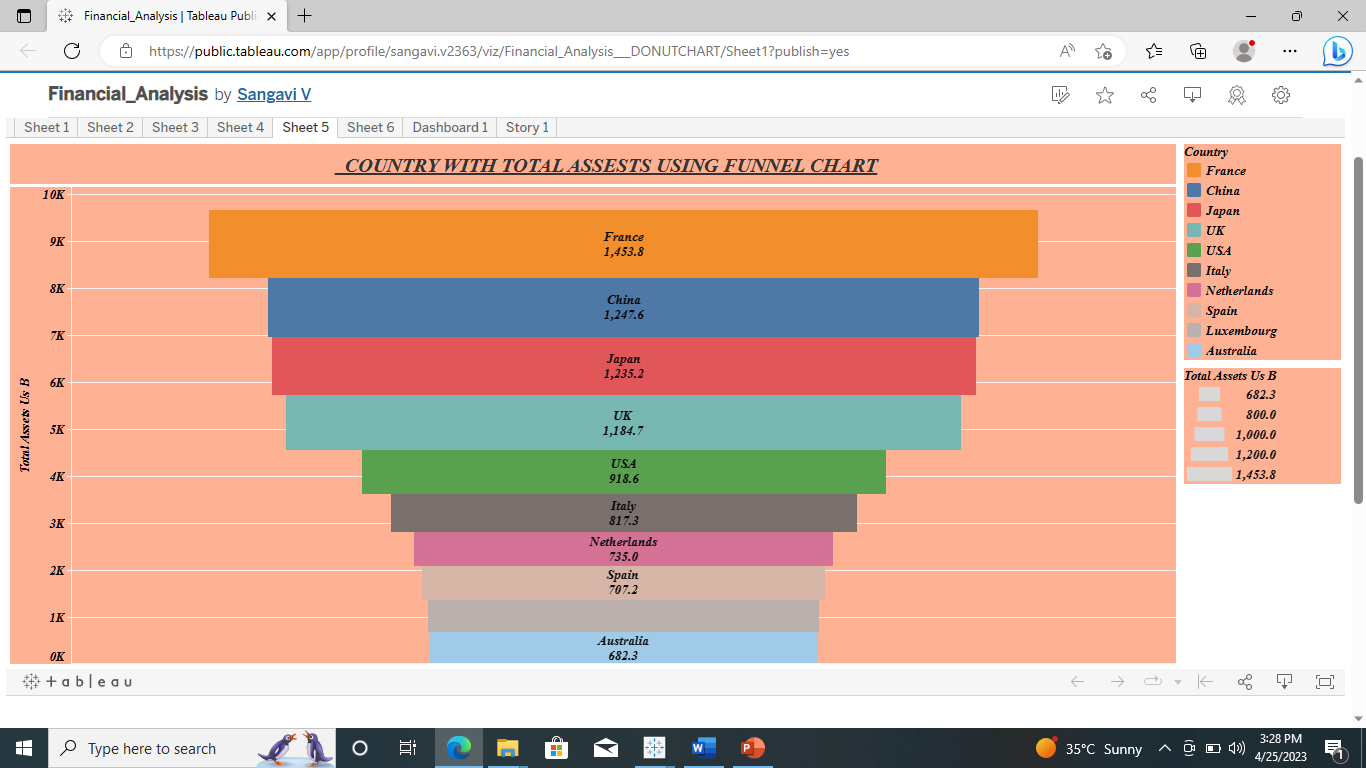 Financial_Analysis | Tableau Publi
https://public.tableau.com/app/profile/sangavi.v2363/viz/Financial_Analysis___DONUTCHART/Sheet1?publish=yes
Financial_Analysis by Sangavi V
Sheet 1 Sheet 2 Sheet 3 Sheet 4 Sheet 5 Sheet 6 Dashboard 1 Story 1
COUNTRY WITH TOTAL ASSESTS USING FUNNEL CHART
Total Assets Us B
10K
9K
8K
7K
6K
5K
4K
3K
2K
1K
0K
France
1,453.8
China
1,247.6
Japan
1,235.2
UK
1,184.7
USA
918.6
Italy
817.3
Netherlands
735.0
Spain
707.2
Australia
682.3
Country
France
China
Japan
UK
USA
Italy
Netherlands
Spain
Luxembourg
Australia
Total Assets Us B
682.3
800.0
1,000.0
1,200.0
1,453.8
+ a b | e a u
Type here to search
35°C Sunny
3:28 PM
4/25/2023
1